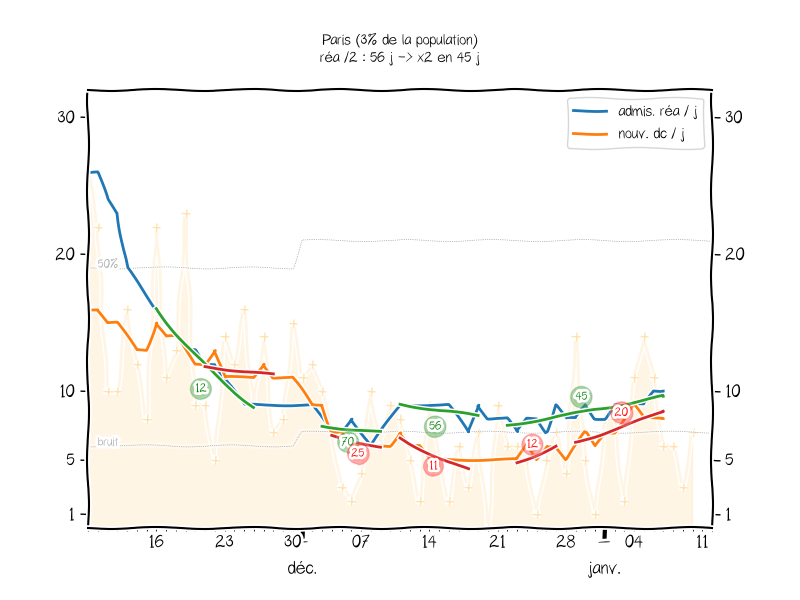 Paris (3% de la population)
réa /2 : 56 j -> x2 en 45 j
admis. réa / j
nouv. dc / j
30 30
20 20
50%
10 10
12
45
56
20
70
25
12
11
bruit
5 5
1 1
16 23 30 07 14 21 28 04 11
déc. janv.